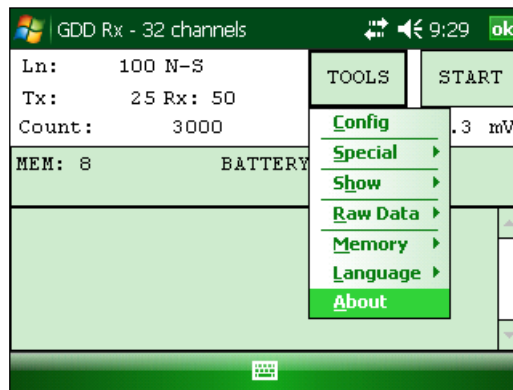 GDD Rx - 32 channels 9:29 ok
Ln: 100 N-S
Tx: 25 Rx: 50
TOOLS START
Count: 3000 .3 mV
MEM: 8 BATTERY
Config
Special
Show
Raw Data
Memory
Language
About